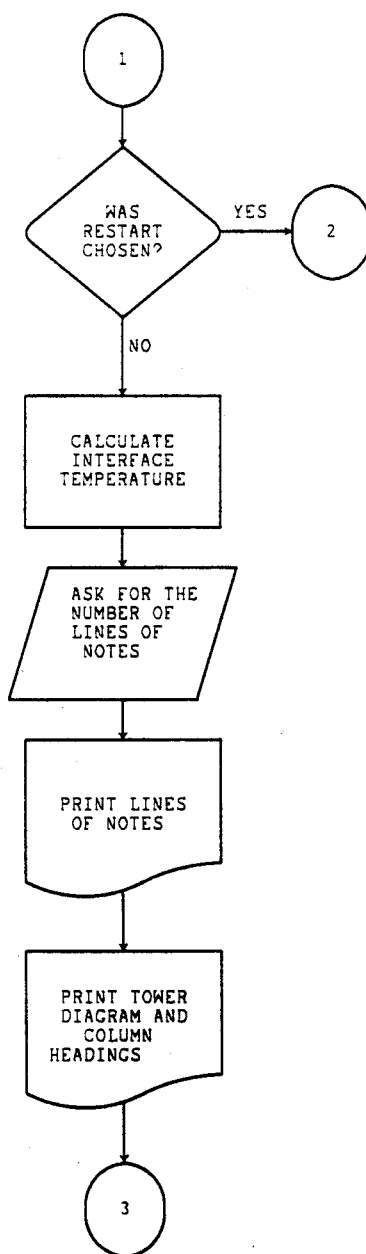 1
WAS
RESTART
CHOSEN?
YES
2
NO
CALCULATE
INTERFACE
TEMPERATURE
ASK FOR THE
NUMBER OF
LINES OF
NOTES
PRINT LINES
OF NOTES
PRINT TOWER
DIAGRAM AND
COLUMN
HEADINGS
3